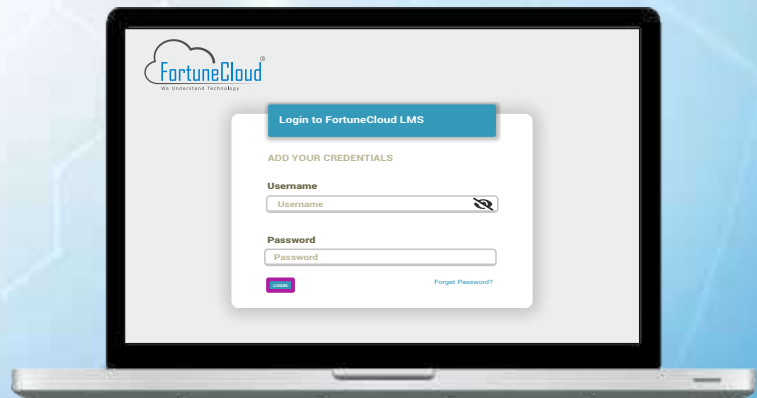 FortuneCloud®
We Understand Technology
Login to FortuneCloud LMS
ADD YOUR CREDENTIALS
Username
Username
Password
Password
LOGIN
Forget Password?